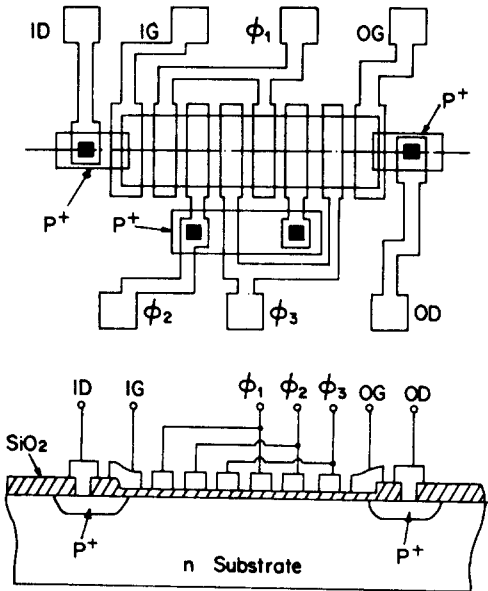 ID IG ϕ1 OG
P+
P+ P+
ϕ2 ϕ3 OD
ID IG ϕ1 ϕ2 ϕ3 OG OD
SiO2
P+ P+
n Substrate